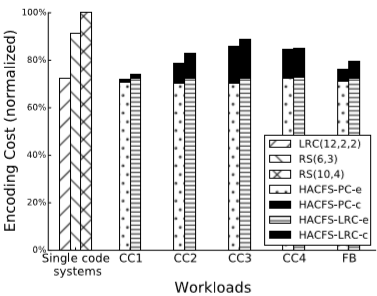 Encoding Cost (normalized)
100%
80%
60%
40%
20%
0%
LRC(12,2,2)
RS(6,3)
RS(10,4)
HACFS-PC-e
HACFS-PC-c
HACFS-LRC-e
HACFS-LRC-c
Single code
systems
CC1
CC2
CC3
CC4
FB
Workloads